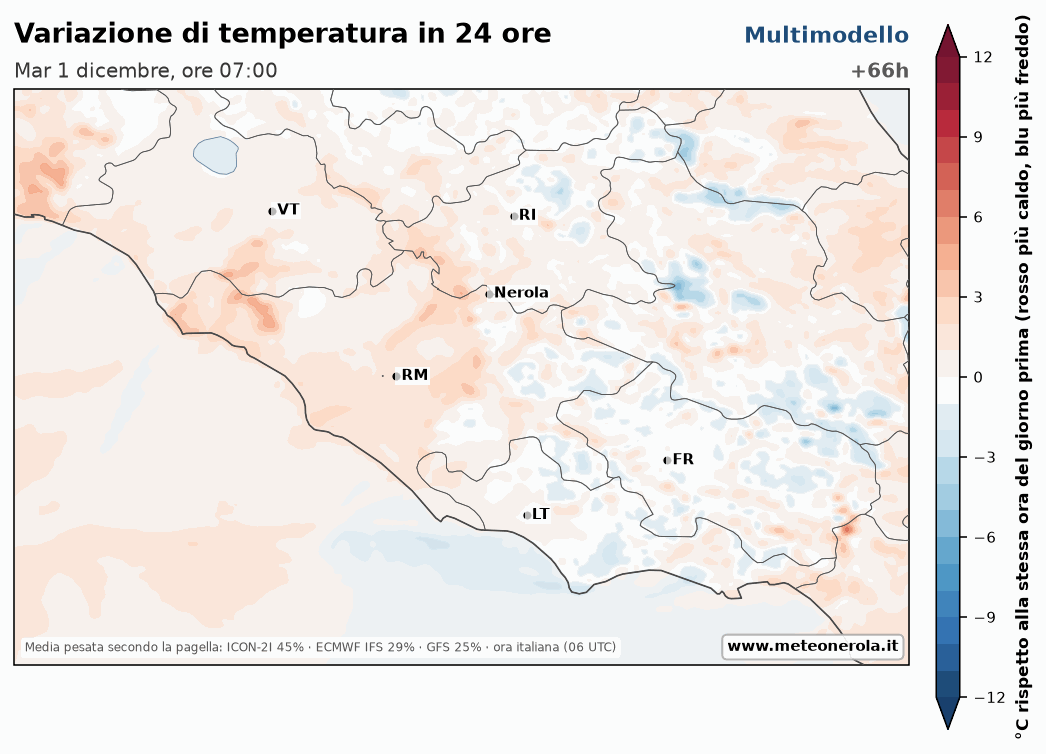 Variazione di temperatura in 24 ore
Multimodello
Mar 1 dicembre, ore 07:00
+66h
VT
RI
Nerola
RM
FR
LT
Media pesata secondo la pagella: ICON-2I 45% · ECMWF IFS 29% · GFS 25% · ora italiana (06 UTC)
www.meteonerola.it
12
9
6
3
0
−3
−6
−9
−12
°C rispetto alla stessa ora del giorno prima (rosso più caldo, blu più freddo)